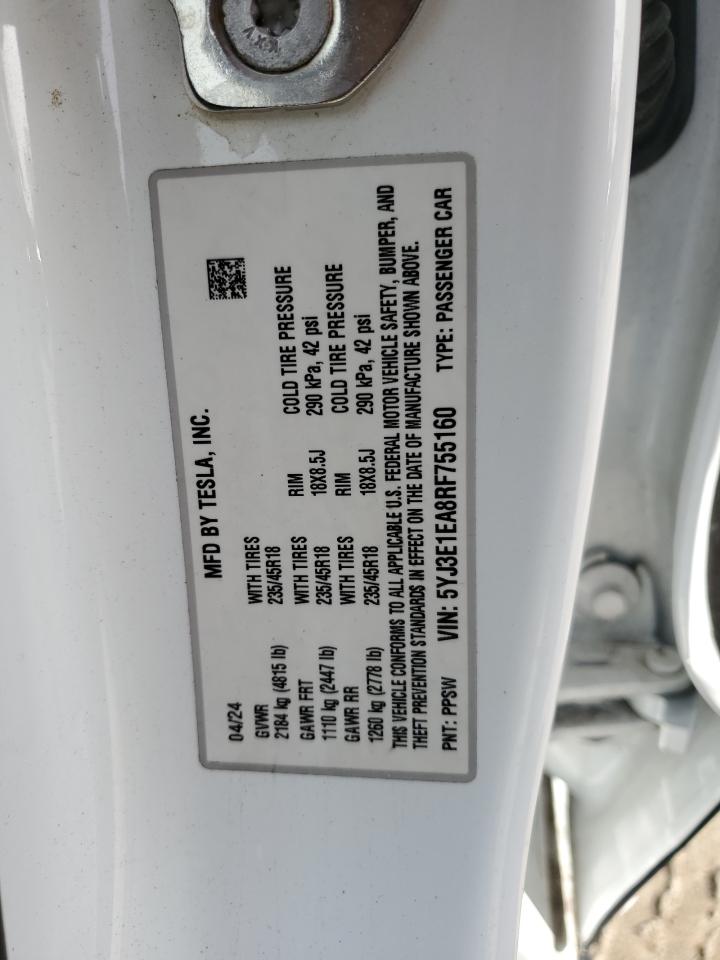 MFD BY TESLA, INC.
04/24
GVWR
2184 kg (4815 lb)
WITH TIRES
235/45R18
RIM
18X8.5J
COLD TIRE PRESSURE
290 kPa, 42 psi
GAWR FRT
1110 kg (2447 lb)
WITH TIRES
235/45R18
RIM
18X8.5J
COLD TIRE PRESSURE
290 kPa, 42 psi
GAWR RR
1260 kg (2778 lb)
WITH TIRES
235/45R18
THIS VEHICLE CONFORMS TO ALL APPLICABLE U.S. FEDERAL MOTOR VEHICLE SAFETY, BUMPER, AND
THEFT PREVENTION STANDARDS IN EFFECT ON THE DATE OF MANUFACTURE SHOWN ABOVE.
PNT: PPSW VIN: 5YJ3E1EA8RF755160 TYPE: PASSENGER CAR